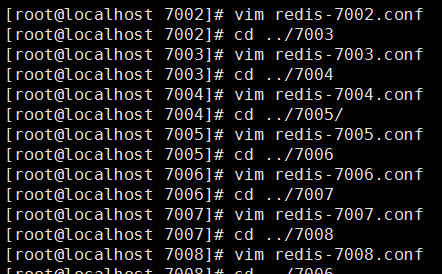 [root@localhost 7002]# vim redis-7002.conf
[root@localhost 7002]# cd ../7003
[root@localhost 7003]# vim redis-7003.conf
[root@localhost 7003]# cd ../7004
[root@localhost 7004]# vim redis-7004.conf
[root@localhost 7004]# cd ../7005/
[root@localhost 7005]# vim redis-7005.conf
[root@localhost 7005]# cd ../7006
[root@localhost 7006]# vim redis-7006.conf
[root@localhost 7006]# cd ../7007
[root@localhost 7007]# vim redis-7007.conf
[root@localhost 7007]# cd ../7008
[root@localhost 7008]# vim redis-7008.conf
[root@localhost 7008]# cd ../7006